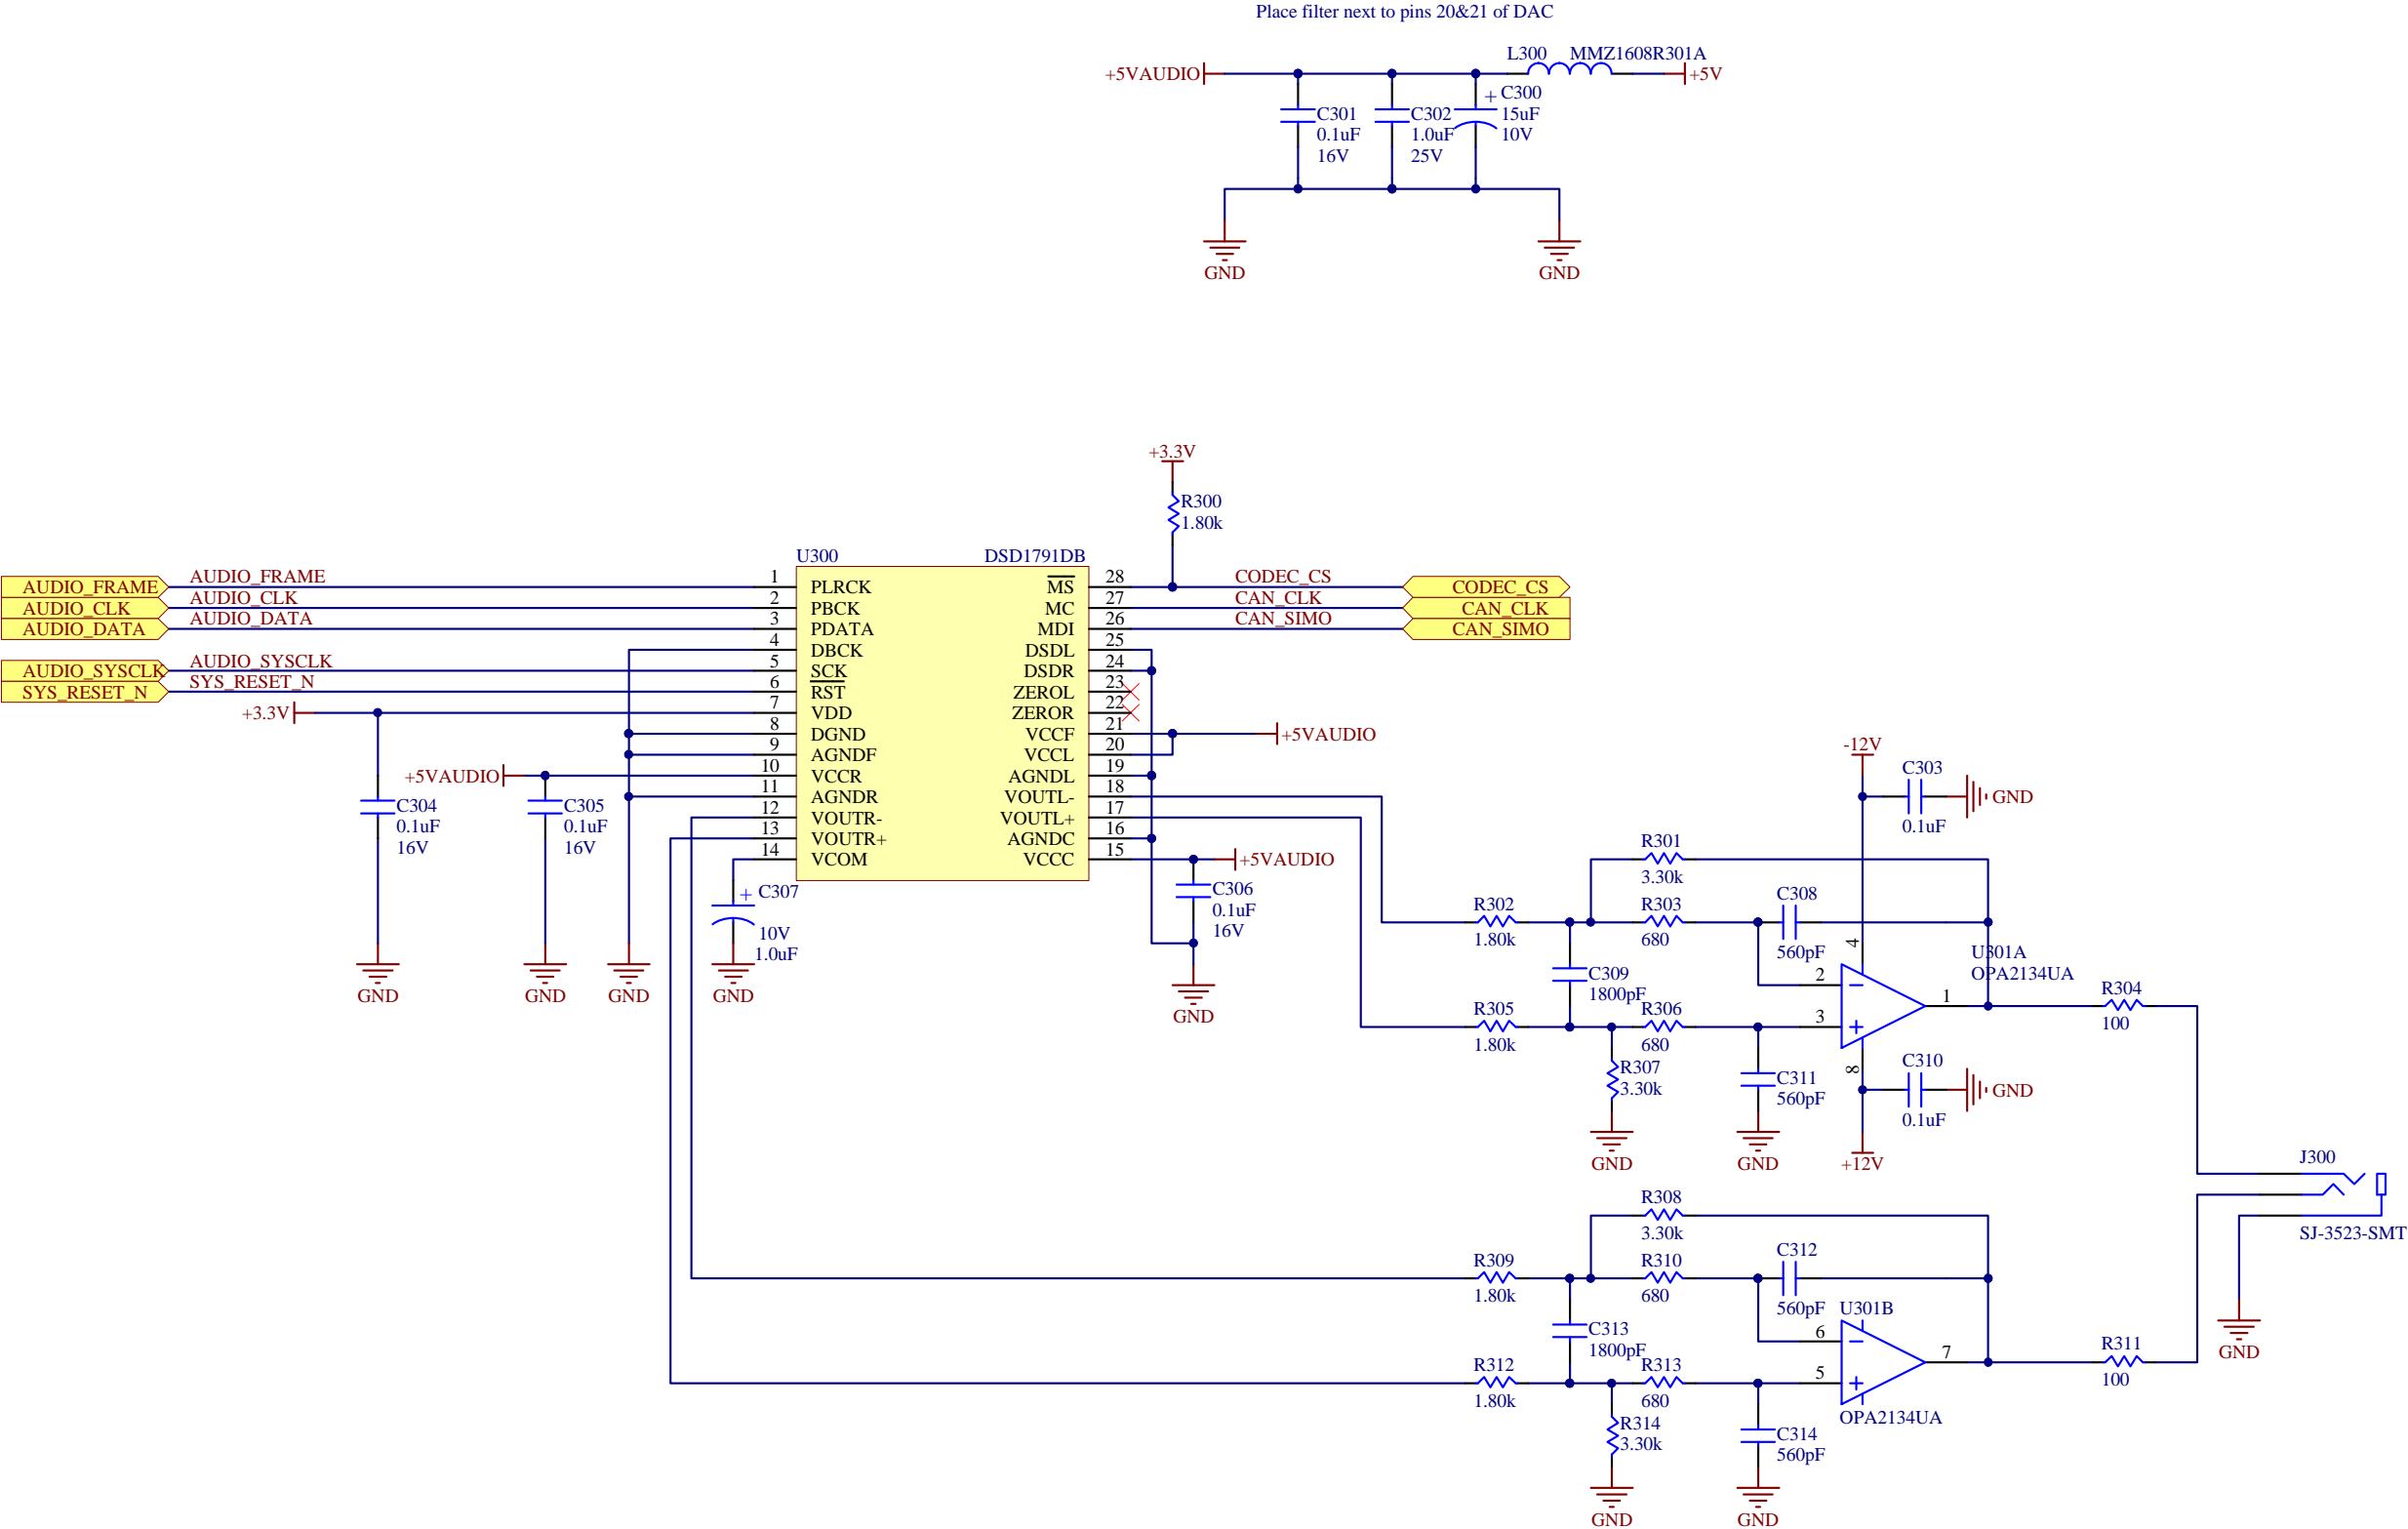 Place filter next to pins 20&21 of DAC
L300 MMZ1608R301A
+5VAUDIO
+5V
C301
0.1uF
16V
C302
1.0uF
25V
+ C300
15uF
10V
GND
GND
+3.3V
R300
1.80k
U300
DSD1791DB
AUDIO_FRAME
AUDIO_CLK
AUDIO_DATA
AUDIO_SYSCLK
SYS_RESET_N
AUDIO_FRAME
AUDIO_CLK
AUDIO_DATA
AUDIO_SYSCLK
SYS_RESET_N
1 PLRCK
2 PBCK
3 PDATA
4 DBCK
5 SCK
6 RST
7 VDD
8 DGND
9 AGNDF
10 VCCR
11 AGNDR
12 VOUTR-
13 VOUTR+
14 VCOM
MS 28
MC 27
MDI 26
DSDL 25
DSDR 24
ZEROL 23
ZEROR 22
VCCF 21
VCCL 20
AGNDL 19
VOUTL- 18
VOUTL+ 17
AGNDC 16
VCCC 15
CODEC_CS
CAN_CLK
CAN_SIMO
CODEC_CS
CAN_CLK
CAN_SIMO
+3.3V
+5VAUDIO
+5VAUDIO
+5VAUDIO
C304
0.1uF
16V
GND
C305
0.1uF
16V
GND
GND
+ C307
10V
1.0uF
GND
C306
0.1uF
16V
GND
-12V
C303
0.1uF
GND
R301
3.30k
R302
1.80k
R303
680
C308
560pF
C309
1800pF
4
U301A
OPA2134UA
2
3
1
8
R304
100
R305
1.80k
R306
680
R307
3.30k
GND
C311
560pF
GND
C310
0.1uF
GND
+12V
J300
SJ-3523-SMT
GND
R308
3.30k
R309
1.80k
R310
680
C312
560pF
U301B
C313
1800pF
6
5
7
OPA2134UA
R311
100
R312
1.80k
R313
680
R314
3.30k
GND
C314
560pF
GND